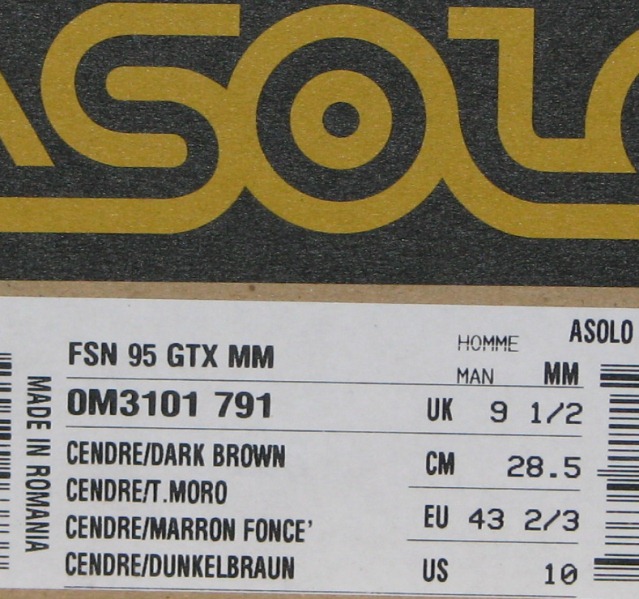 ASOLO
ASOLO
HOMME
FSN 95 GTX MM
MAN MM
0M3101 791
UK 9 1/2
CENDRE/DARK BROWN
CM 28.5
CENDRE/T.MORO
EU 43 2/3
CENDRE/MARRON FONCE'
CENDRE/DUNKELBRAUN
US 10
MADE IN ROMANIA